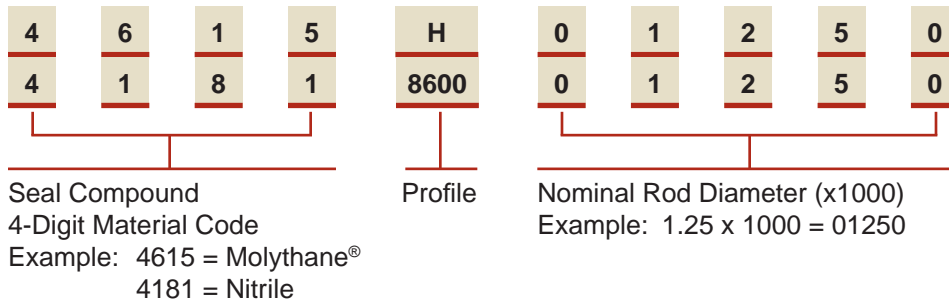 4 6 1 5 H 0 1 2 5 0
4 1 8 1 8600 0 1 2 5 0
Seal Compound
4-Digit Material Code
Example: 4615 = Molythane®
4181 = Nitrile
Profile
Nominal Rod Diameter (x1000)
Example: 1.25 x 1000 = 01250